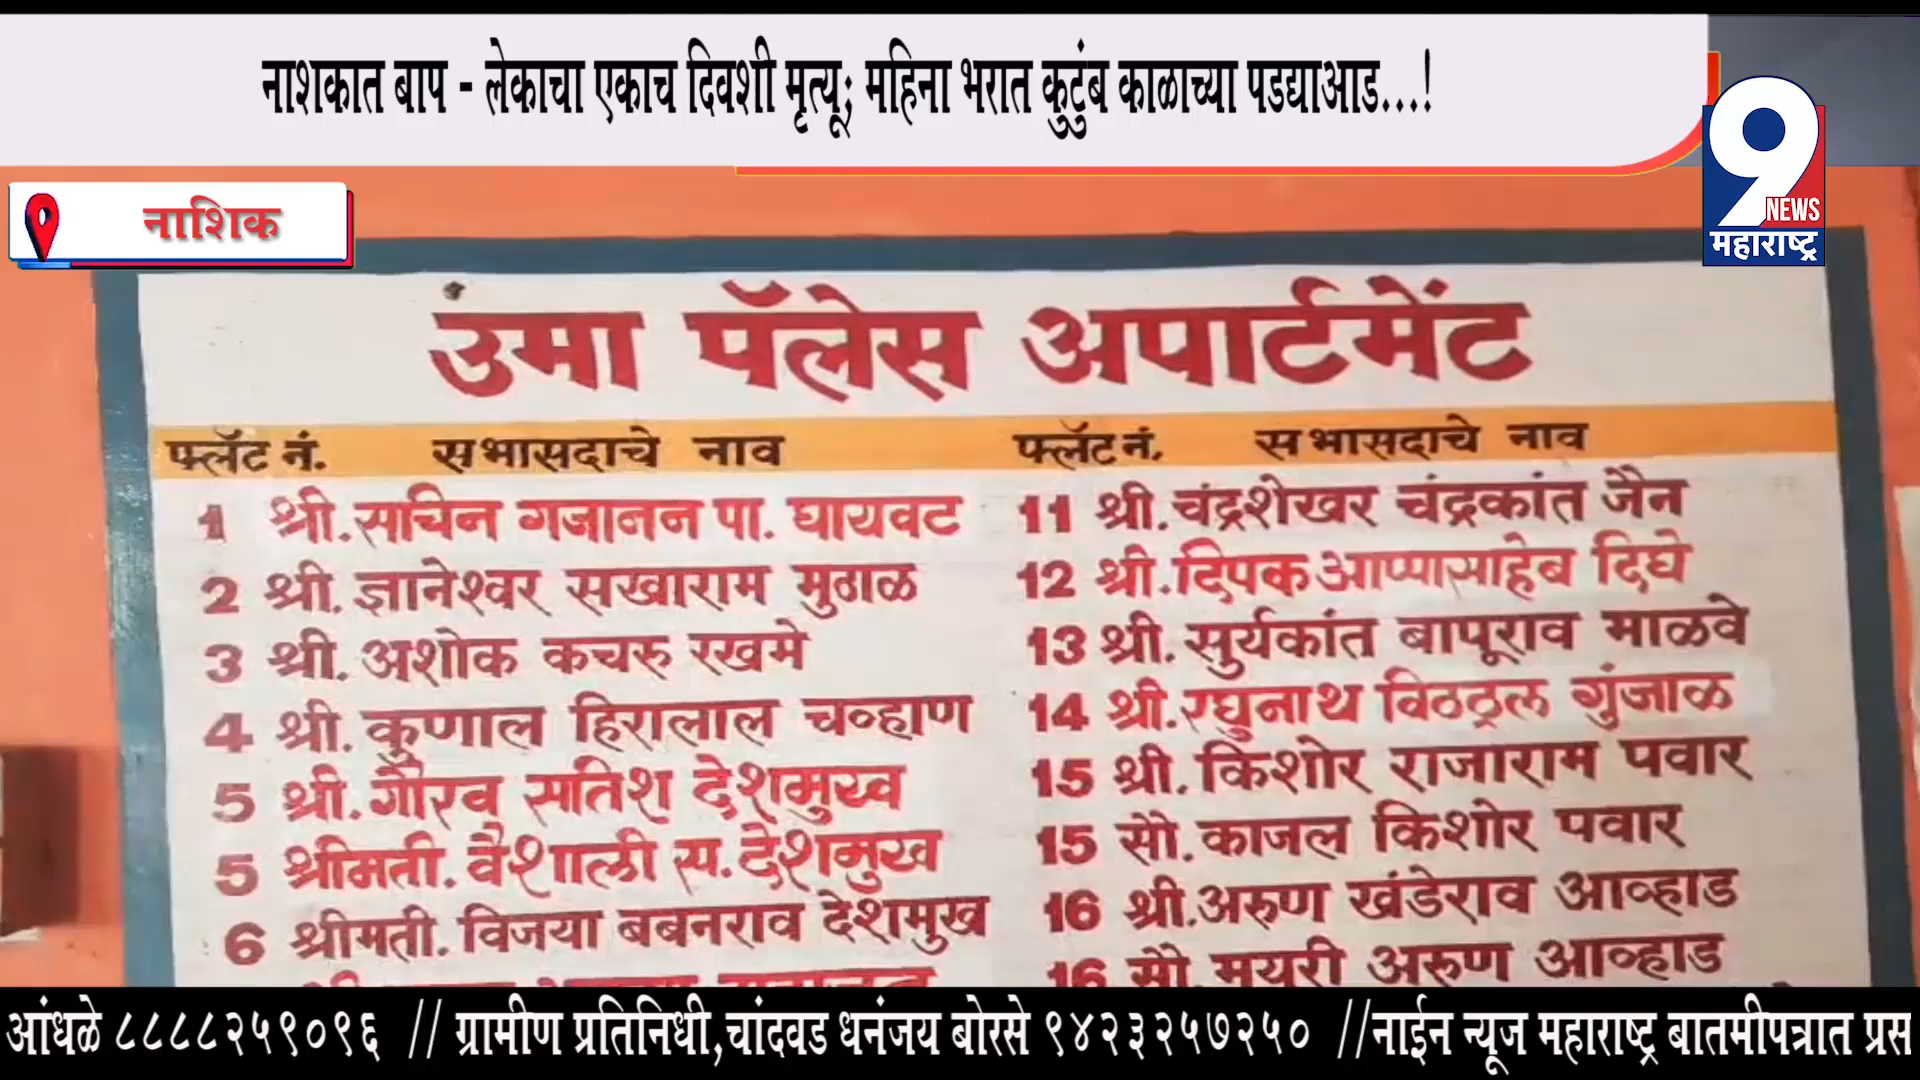 नाशकात बाप - लेकाचा एकाच दिवशी मृत्यू; महिना भरात कुटुंब काळाच्या पडद्याआड...!
9
NEWS
महाराष्ट्र
नाशिक
उमा पॅलेस अपार्टमेंट
फ्लॅट नं. सभासदाचे नाव
1 श्री. सचिन गजानन पा. घायवट
2 श्री. ज्ञानेश्वर सखाराम मुठाळ
3 श्री. अशोक कचरु रखमे
4 श्री. कुणाल हिरालाल चव्हाण
5 श्री. गौरव सतिश देशमुख
5 श्रीमती. वैशाली स. देशमुख
6 श्रीमती. विजया बबनराव देशमुख
फ्लॅट नं. सभासदाचे नाव
11 श्री. चंद्रशेखर चंद्रकांत जैन
12 श्री. दिपक आप्पासाहेब दिघे
13 श्री. सुर्यकांत बापूराव माळवे
14 श्री. रघुनाथ विठठ्रल गुंजाळ
15 श्री. किशोर राजाराम पवार
15 सौ. काजल किशोर पवार
16 श्री. अरुण खंडेराव आव्हाड
16 सौ. मयुरी अरुण आव्हाड
आंधळे ८८८८२५९०९६ // ग्रामीण प्रतिनिधी,चांदवड धनंजय बोरसे ९४२३२५७२५० //नाईन न्यूज महाराष्ट्र बातमीपत्रात प्रस